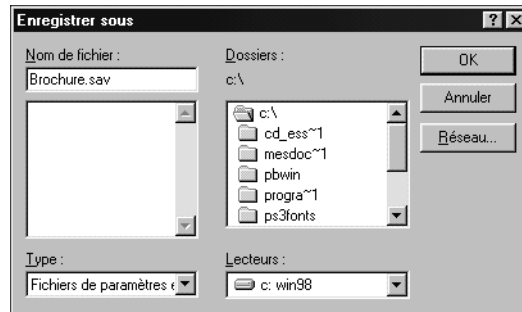 Enregistrer sous
Nom de fichier :
Brochure.sav
Type :
Fichiers de paramètres
Dossiers :
c:\
c:\
cd_ess~1
mesdoc~1
pbwin
progra~1
ps3fonts
Lecteurs :
c: win98
OK
Annuler
Réseau...